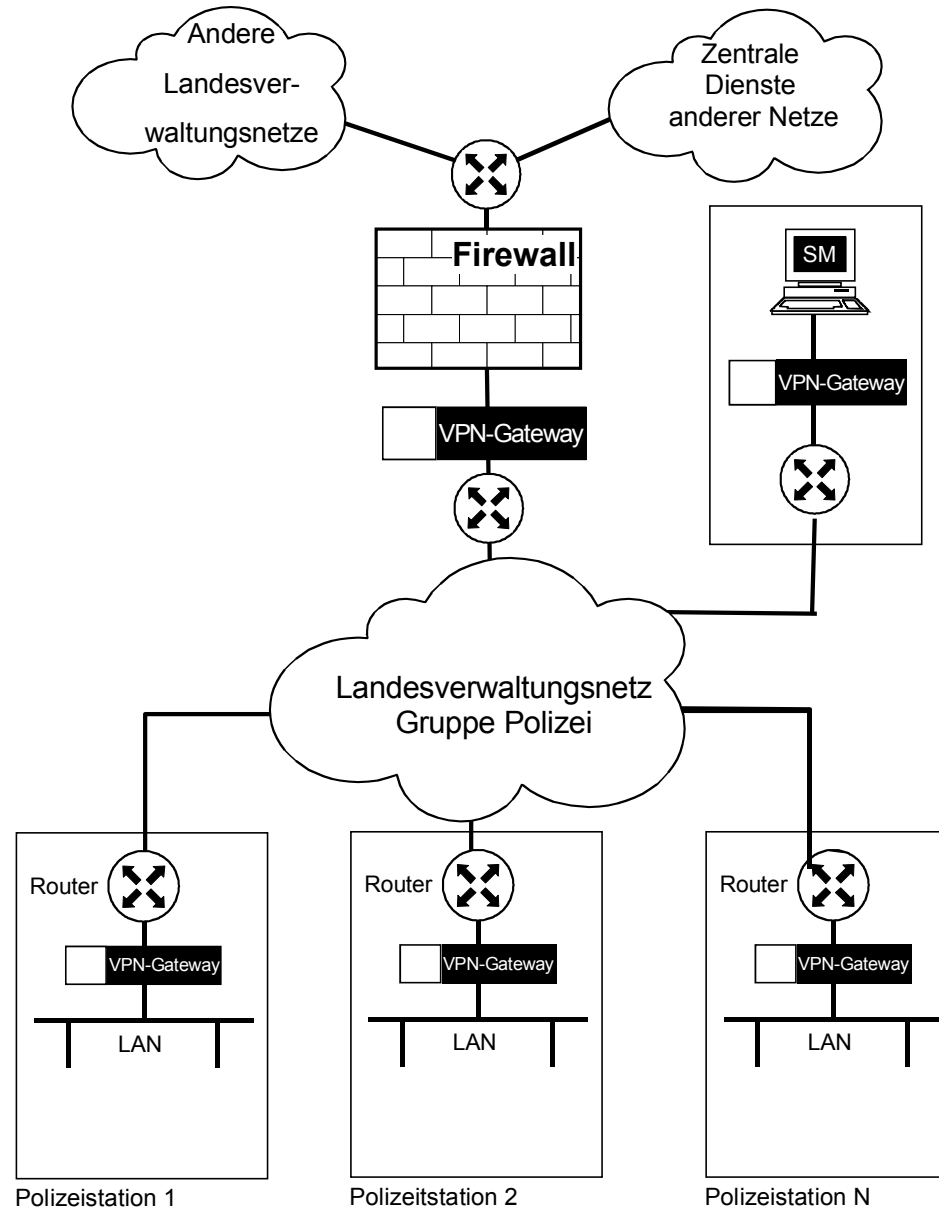 Andere
Landesver-
waltungsnetze
Zentrale
Dienste
anderer Netze
Firewall
SM
VPN-Gateway
VPN-Gateway
Landesverwaltungsnetz
Gruppe Polizei
Router
VPN-Gateway
LAN
Polizeistation 1
Router
VPN-Gateway
LAN
Polizeitstation 2
Router
VPN-Gateway
LAN
Polizeistation N